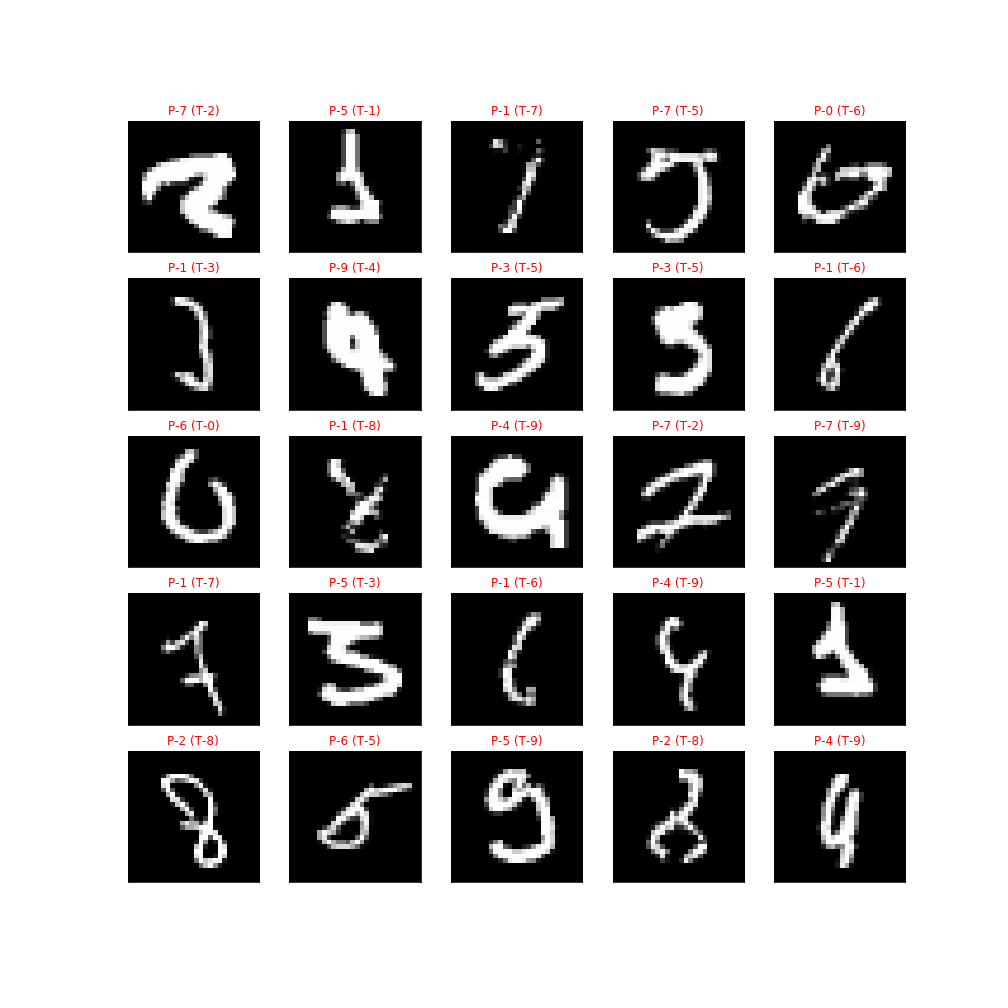 P-7 (T-2) P-5 (T-1) P-1 (T-7) P-7 (T-5) P-0 (T-6)
P-1 (T-3) P-9 (T-4) P-3 (T-5) P-3 (T-5) P-1 (T-6)
P-6 (T-0) P-1 (T-8) P-4 (T-9) P-7 (T-2) P-7 (T-9)
P-1 (T-7) P-5 (T-3) P-1 (T-6) P-4 (T-9) P-5 (T-1)
P-2 (T-8) P-6 (T-5) P-5 (T-9) P-2 (T-8) P-4 (T-9)